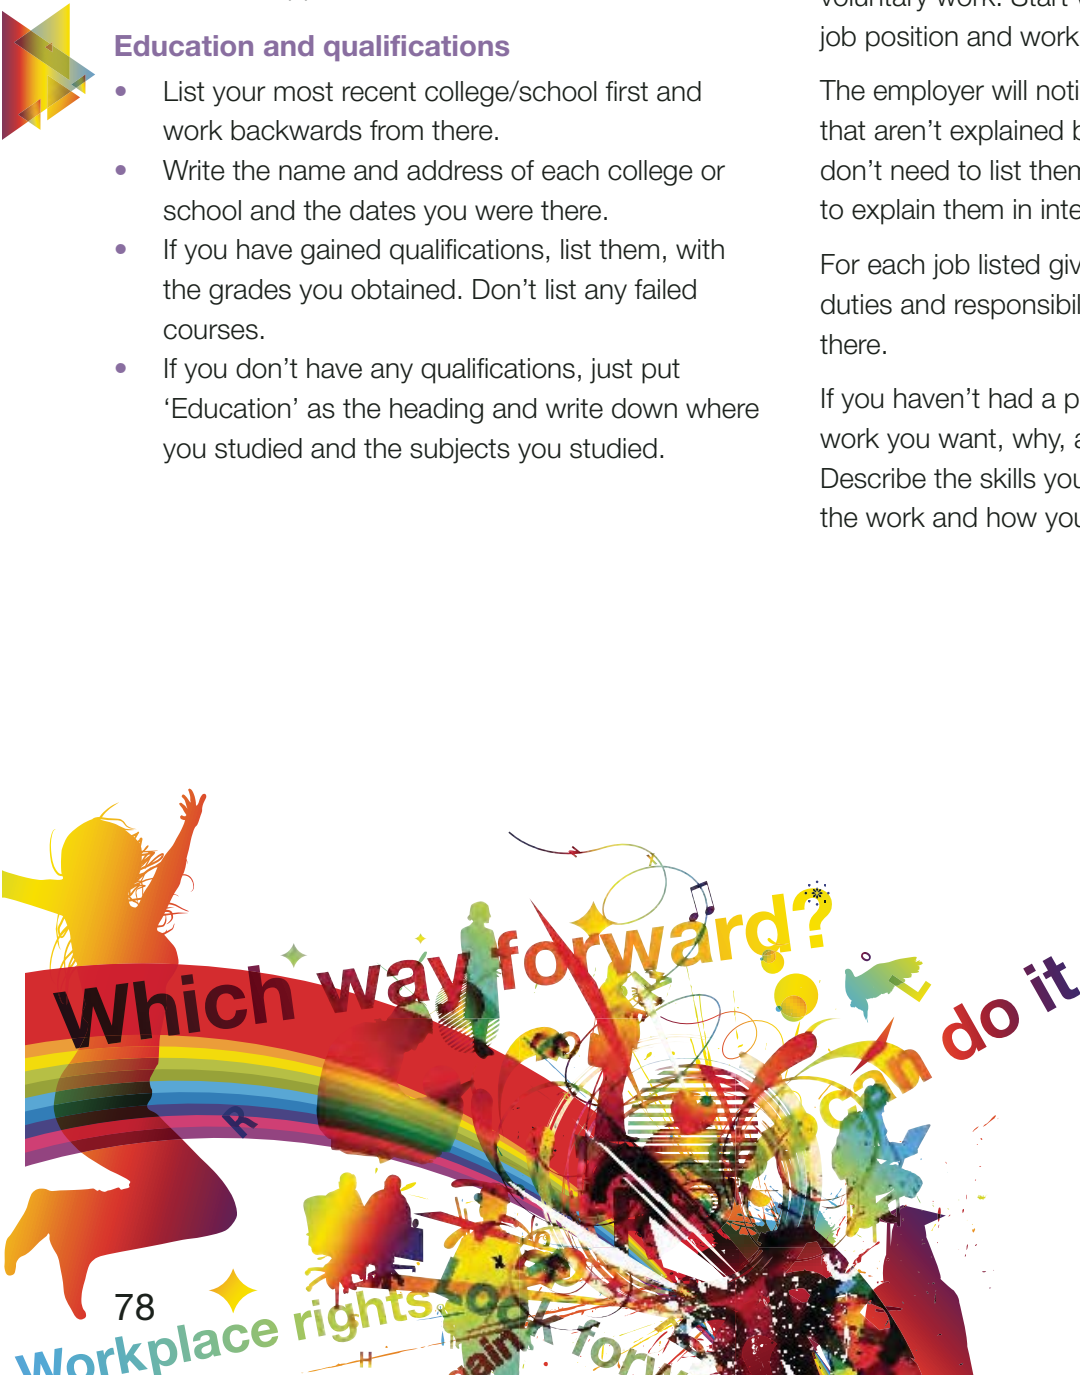 Education and qualifications
• List your most recent college/school first and
work backwards from there.
• Write the name and address of each college or
school and the dates you were there.
• If you have gained qualifications, list them, with
the grades you obtained. Don’t list any failed
courses.
• If you don’t have any qualifications, just put
‘Education’ as the heading and write down where
you studied and the subjects you studied.
voluntary work. Start
job position and work
The employer will noti
that aren’t explained
don’t need to list them
to explain them in inte
For each job listed giv
duties and responsibil
there.
If you haven’t had a p
work you want, why,
Describe the skills you
the work and how you
Which way forward?
can do it
R
L
78
Workplace rights
look forw
H